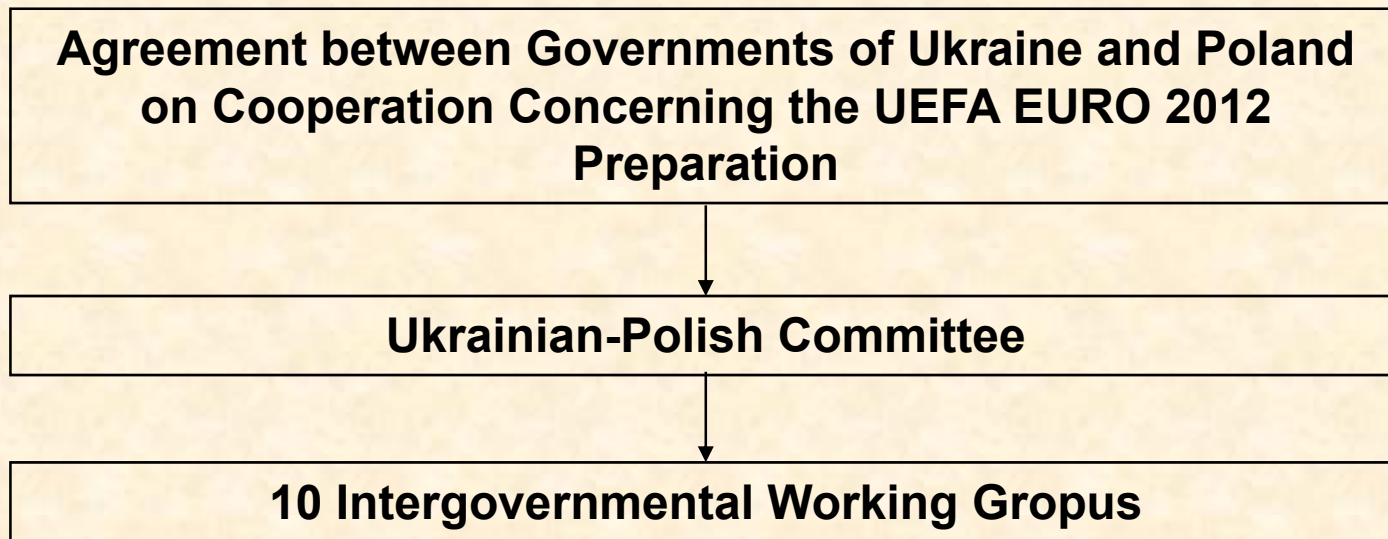 Agreement between Governments of Ukraine and Poland
on Cooperation Concerning the UEFA EURO 2012
Preparation
Ukrainian-Polish Committee
10 Intergovernmental Working Gropus